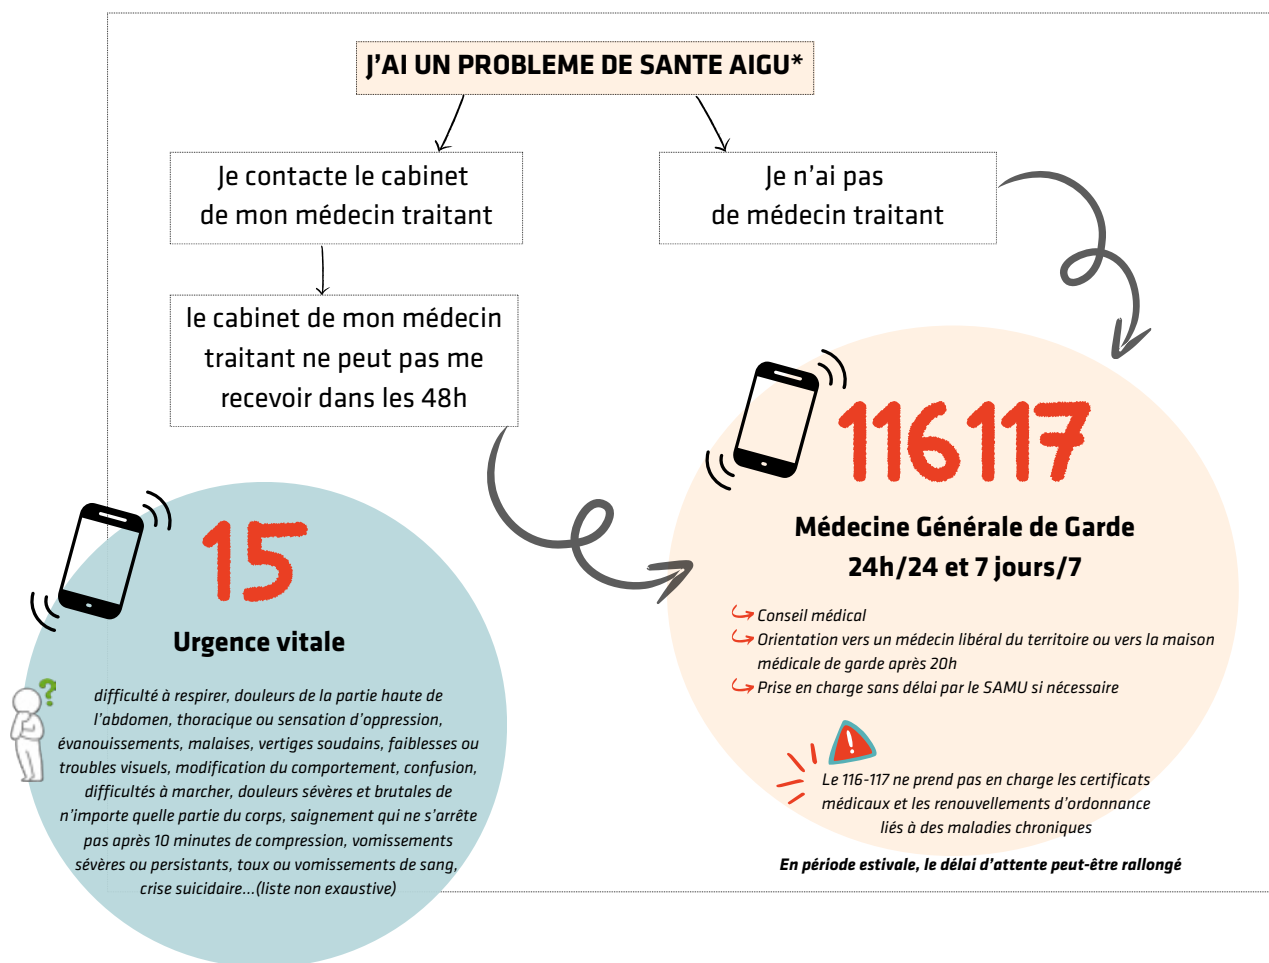 J'AI UN PROBLEME DE SANTE AIGU*
Je contacte le cabinet
de mon médecin traitant
Je n'ai pas
de médecin traitant
le cabinet de mon médecin
traitant ne peut pas me
recevoir dans les 48h
116117
Médecine Générale de Garde
24h/24 et 7 jours/7
Conseil médical
Orientation vers un médecin libéral du territoire ou vers la maison
médicale de garde après 20h
Prise en charge sans délai par le SAMU si nécessaire
!
Le 116-117 ne prend pas en charge les certificats
médicaux et les renouvellements d'ordonnance
liés à des maladies chroniques
En période estivale, le délai d'attente peut-être rallongé
15
Urgence vitale
?
difficulté à respirer, douleurs de la partie haute de
l'abdomen, thoracique ou sensation d'oppression,
évanouissements, malaises, vertiges soudains, faiblesses ou
troubles visuels, modification du comportement, confusion,
difficultés à marcher, douleurs sévères et brutales de
n'importe quelle partie du corps, saignement qui ne s'arrête
pas après 10 minutes de compression, vomissements
sévères ou persistants, toux ou vomissements de sang,
crise suicidaire...(liste non exaustive)